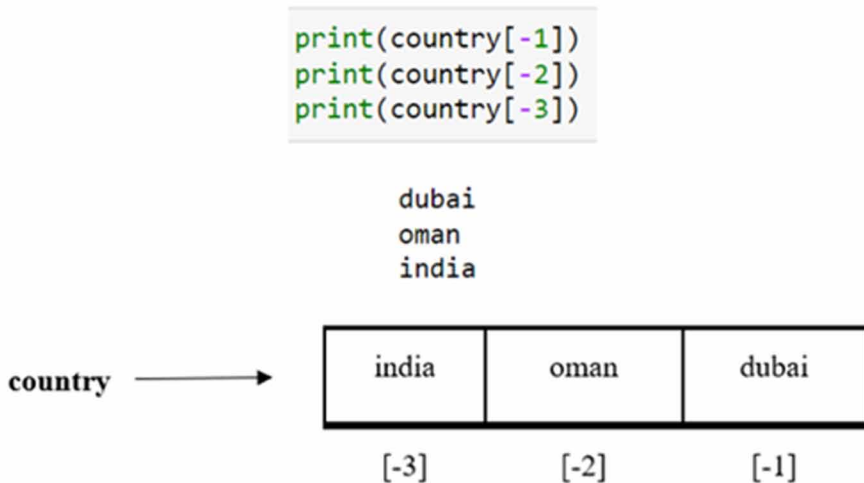 print(country[-1])
print(country[-2])
print(country[-3])
dubai
oman
india
country india oman dubai
[-3] [-2] [-1]